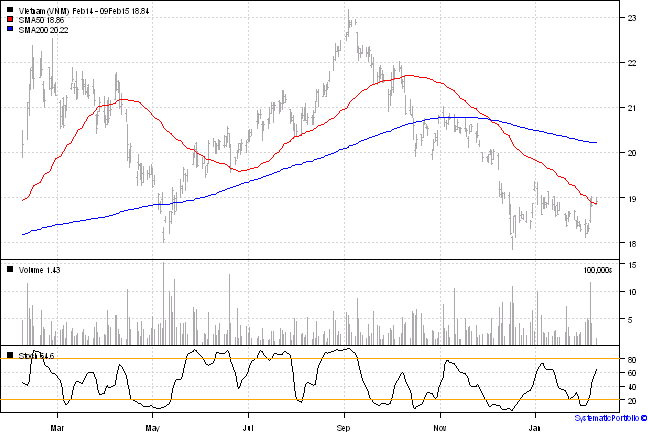 Vietnam (VNM) Feb14 - 09Feb15 18.84
SMA50 18.86
SMA200 20.22
23
22
21
20
19
18
Volume 1.43
100,000s
15
10
5
80
60
40
20
Mar May Jul Sep Nov Jan
SystematicPortfolio ©